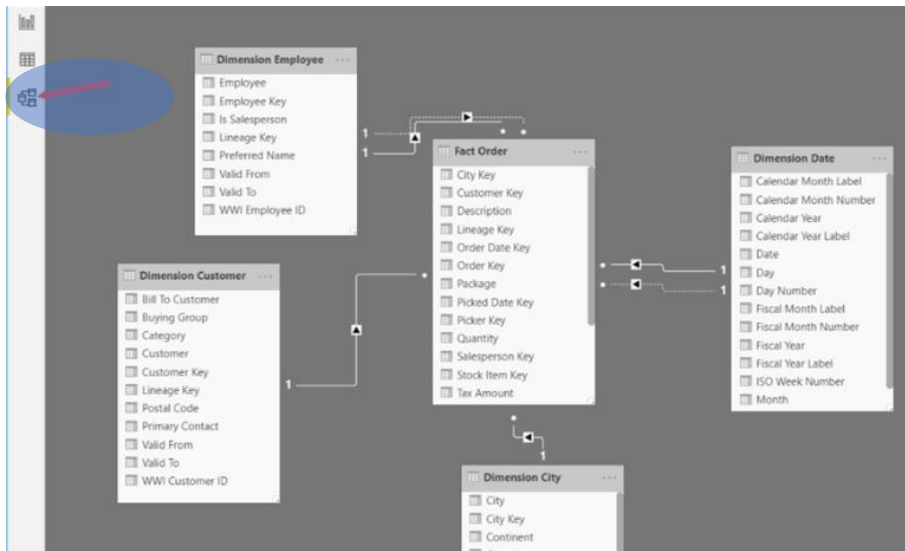 Dimension Employee
Employee
Employee Key
Is Salesperson
Lineage Key
Preferred Name
Valid From
Valid To
WWI Employee ID
1
1
Fact Order
City Key
Customer Key
Description
Lineage Key
Order Date Key
Order Key
Package
Picked Date Key
Picker Key
Quantity
Salesperson Key
Stock Item Key
Tax Amount
Dimension Date
Calendar Month Label
Calendar Month Number
Calendar Year
Calendar Year Label
Date
Day
Day Number
Fiscal Month Label
Fiscal Month Number
Fiscal Year
Fiscal Year Label
ISO Week Number
Month
1
1
Dimension Customer
Bill To Customer
Buying Group
Category
Customer
Customer Key
Lineage Key
Postal Code
Primary Contact
Valid From
Valid To
WWI Customer ID
1
1
Dimension City
City
City Key
Continent